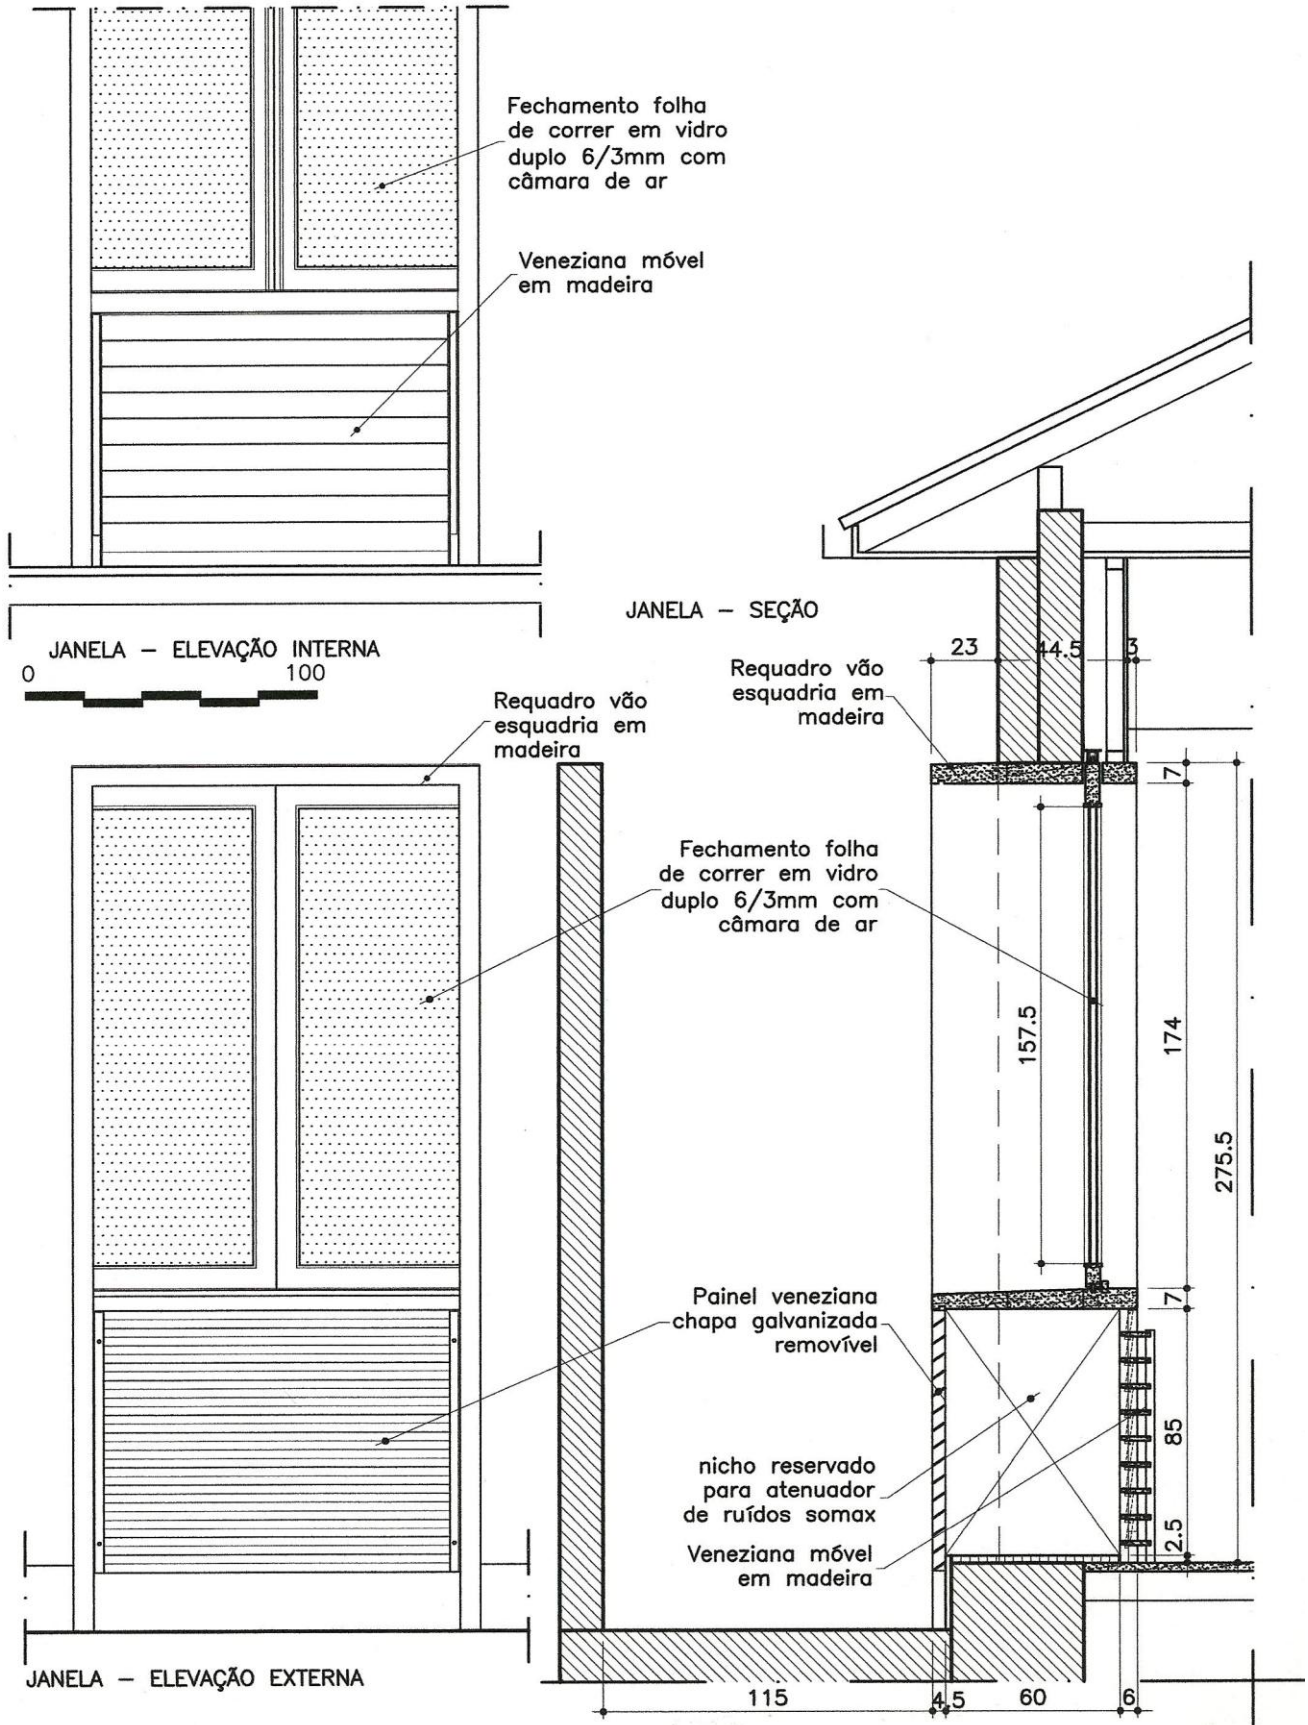 Fechamento folha
de correr em vidro
duplo 6/3mm com
câmara de ar
Veneziana móvel
em madeira
JANELA – ELEVAÇÃO INTERNA
0 100
JANELA – SEÇÃO
23 44.5 3
Requadro vão
esquadria em
madeira
Requadro vão
esquadria em
madeira
7
Fechamento folha
de correr em vidro
duplo 6/3mm com
câmara de ar
157.5
174
275.5
Painel veneziana
chapa galvanizada
removível
7
nicho reservado
para atenuador
de ruídos somax
85
Veneziana móvel
em madeira
2.5
JANELA – ELEVAÇÃO EXTERNA
115 4.5 60 6